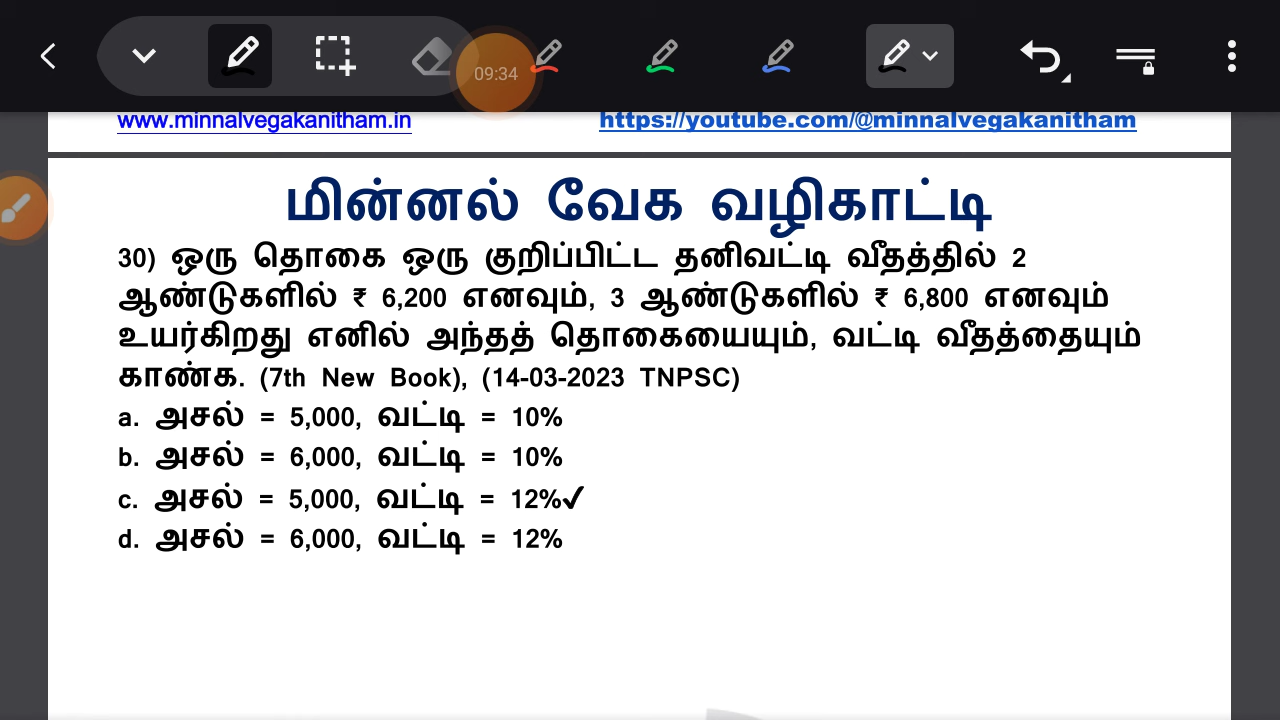 09:34
www.minnalvegakanitham.in https://youtube.com/@minnalvegakanitham
மின்னல் வேக வழிகாட்டி
30) ஒரு தொகை ஒரு குறிப்பிட்ட தனிவட்டி வீதத்தில் 2
ஆண்டுகளில் ₹ 6,200 எனவும், 3 ஆண்டுகளில் ₹ 6,800 எனவும்
உயர்கிறது எனில் அந்தத் தொகையையும், வட்டி வீதத்தையும்
காண்க. (7th New Book), (14-03-2023 TNPSC)
a. அசல் = 5,000, வட்டி = 10%
b. அசல் = 6,000, வட்டி = 10%
c. அசல் = 5,000, வட்டி = 12%✓
d. அசல் = 6,000, வட்டி = 12%